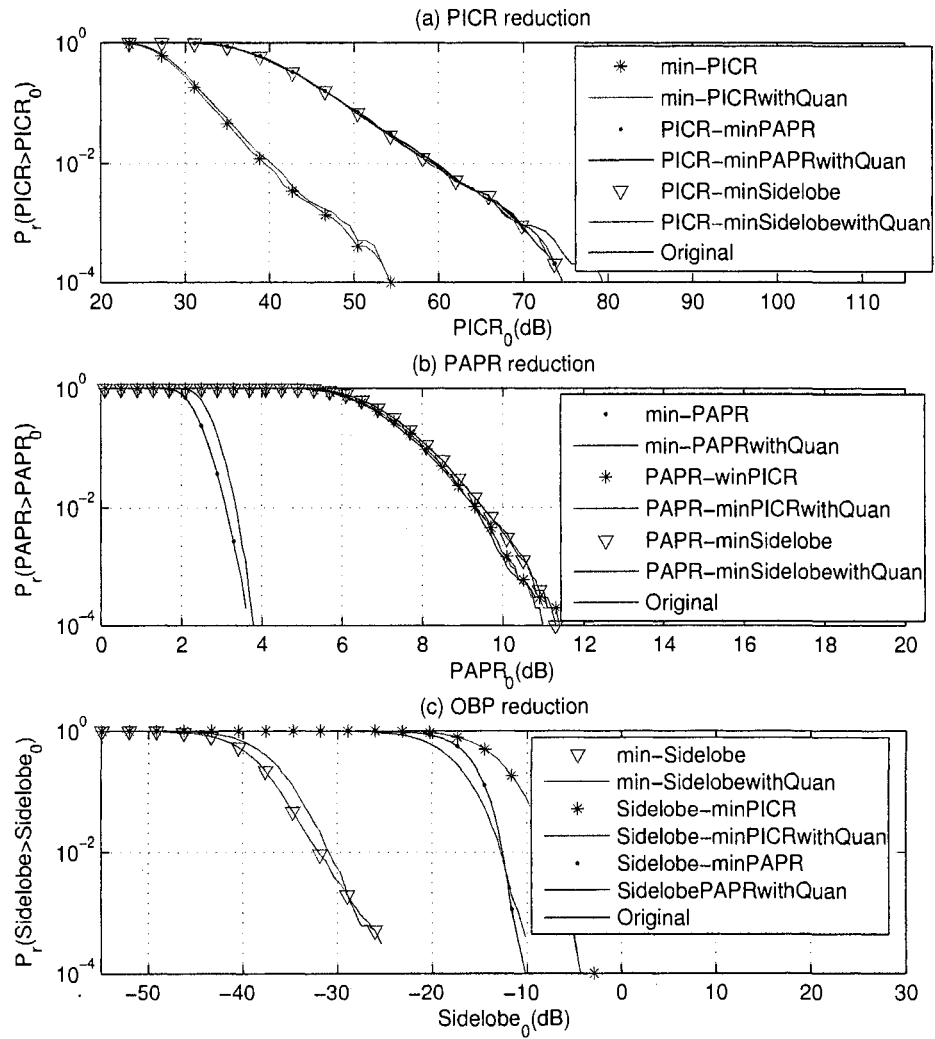 (a) PICR reduction
P_r(PICR>PICR_0)
10^0
10^-2
10^-4
min-PICR
min-PICRwithQuan
PICR-minPAPR
PICR-minPAPRwithQuan
PICR-minSidelobe
PICR-minSidelobewithQuan
Original
20 30 40 50 60 70 80 90 100 110
PICR_0(dB)
(b) PAPR reduction
P_r(PAPR>PAPR_0)
10^0
10^-2
10^-4
min-PAPR
min-PAPRwithQuan
PAPR-winPICR
PAPR-minPICRwithQuan
PAPR-minSidelobe
PAPR-minSidelobewithQuan
Original
0 2 4 6 8 10 12 14 16 18 20
PAPR_0(dB)
(c) OBP reduction
P_r(Sidelobe>Sidelobe_0)
10^0
10^-2
10^-4
min-Sidelobe
min-SidelobewithQuan
Sidelobe-minPICR
Sidelobe-minPICRwithQuan
Sidelobe-minPAPR
SidelobePAPRwithQuan
Original
-50 -40 -30 -20 -10 0 10 20 30
Sidelobe_0(dB)